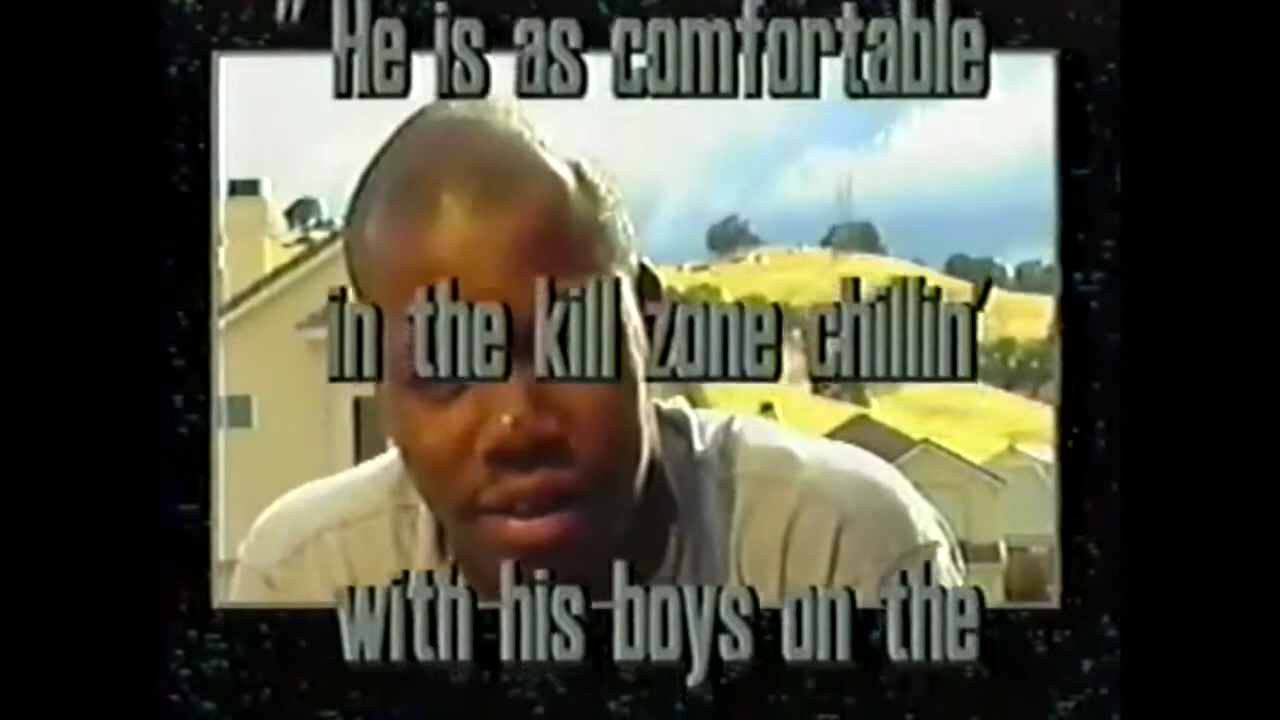 "He is as comfortable
in the kill zone chillin'
with his boys on the